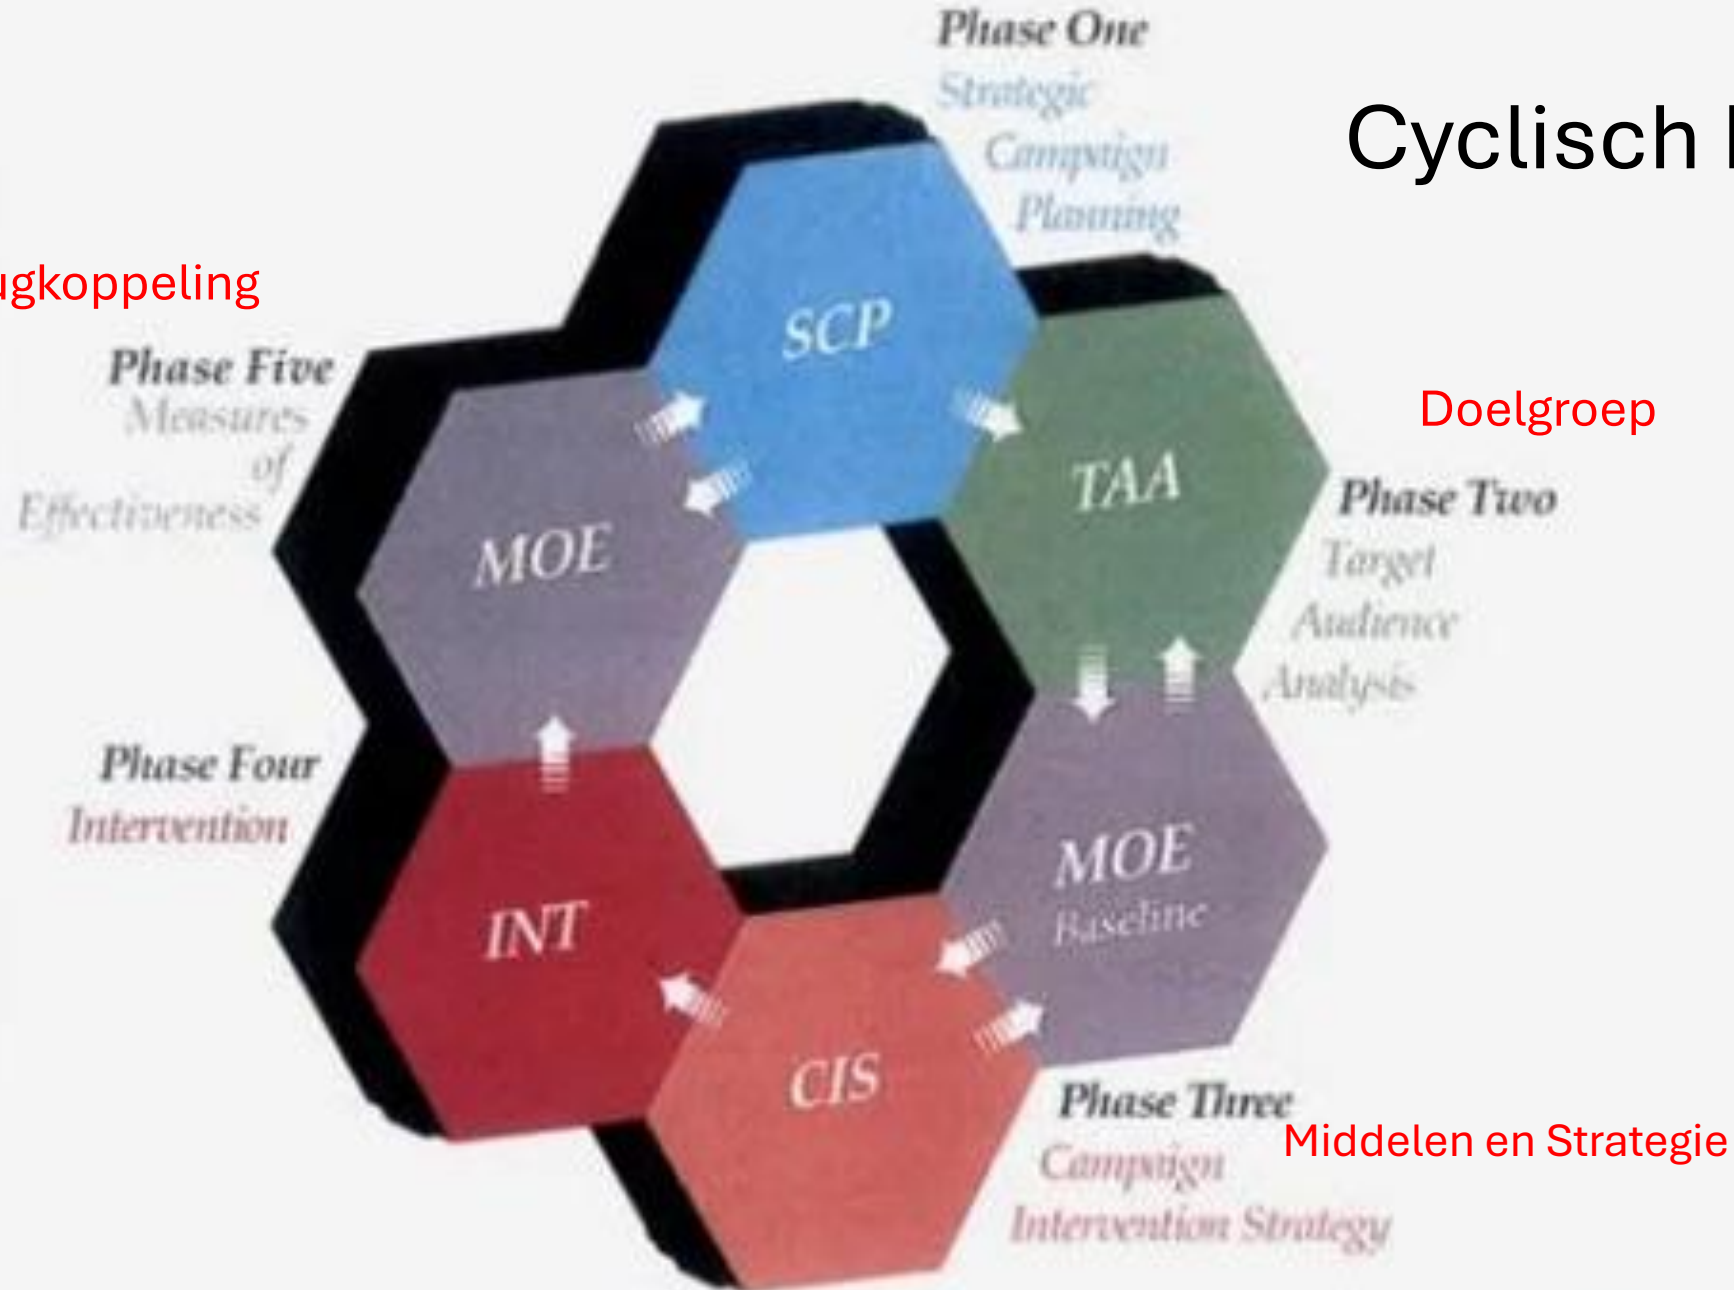 Phase One
Strategic
Campaign
Planning
Cyclisch
SCP
ugkoppeling
Phase Five
Measures
of
Effectiveness
MOE
TAA
Doelgroep
Phase Two
Target
Audience
Analysis
Phase Four
Intervention
INT
MOE
Baseline
CIS
Phase Three
Middelen en Strategie
Campaign
Intervention Strategy